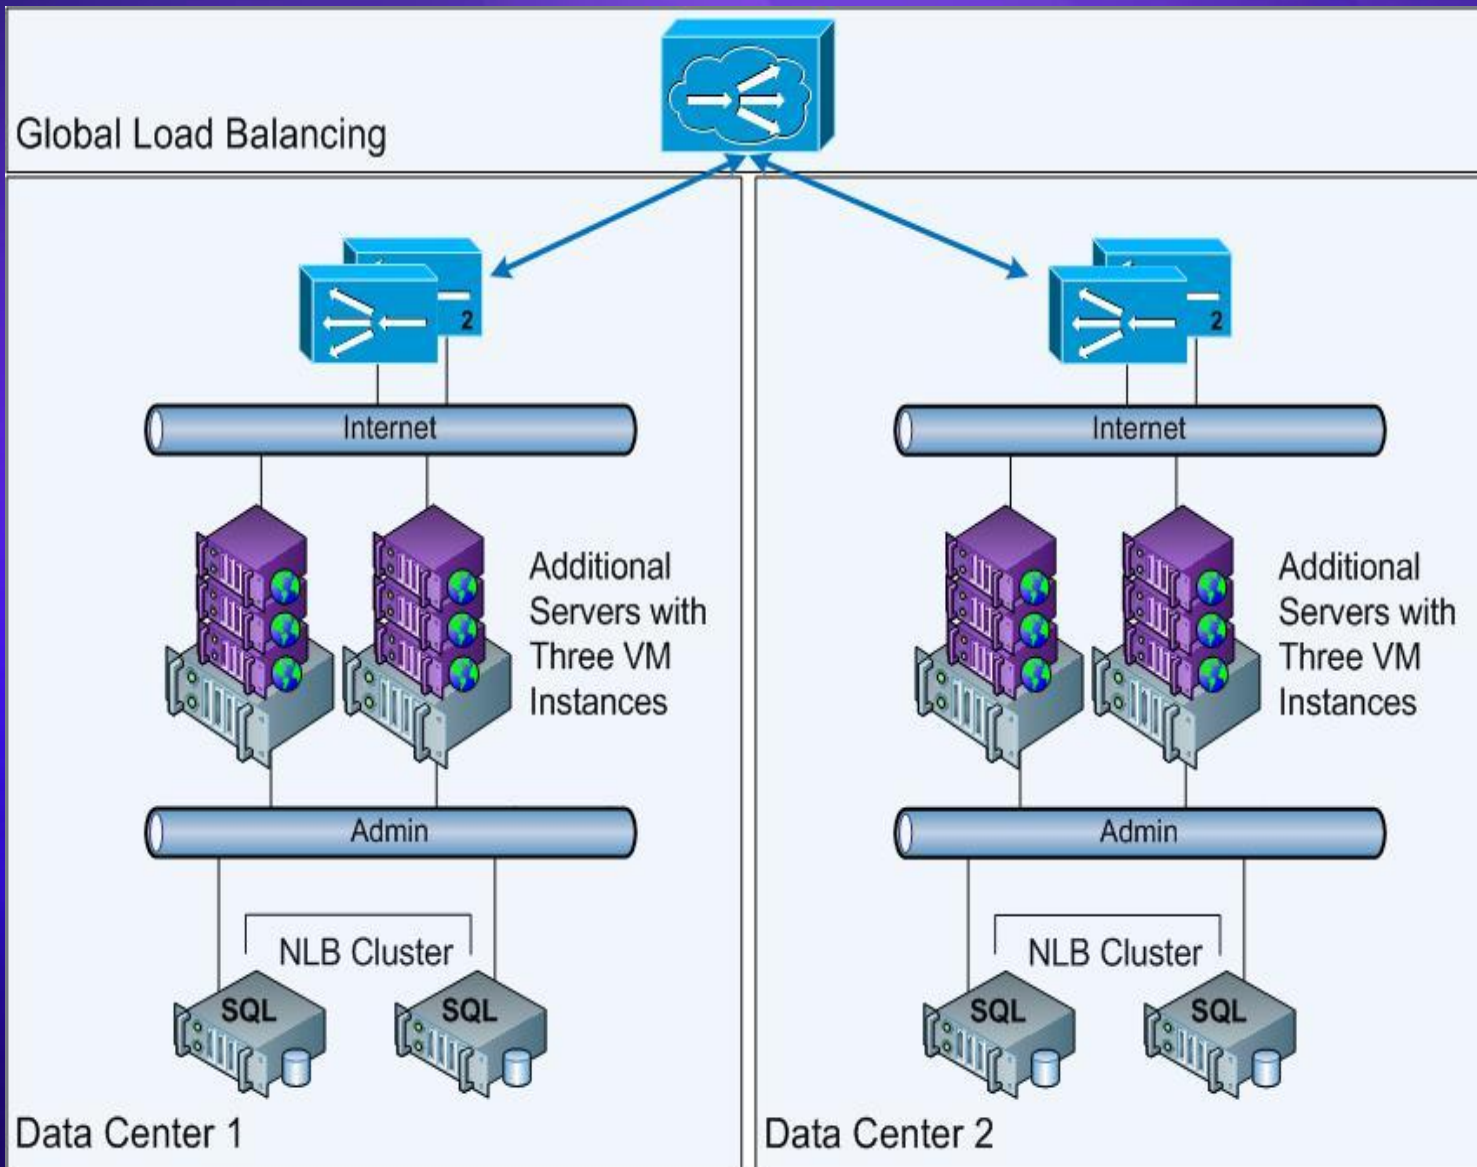 Global Load Balancing
2
Internet
Additional
Servers with
Three VM
Instances
Admin
NLB Cluster
SQL
SQL
Data Center 1
2
Internet
Additional
Servers with
Three VM
Instances
Admin
NLB Cluster
SQL
SQL
Data Center 2